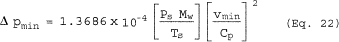 Δ p_min = 1.3686 x 10^-4 [P_s M_w / T_s] [V_min / C_p]^2 (Eq. 22)